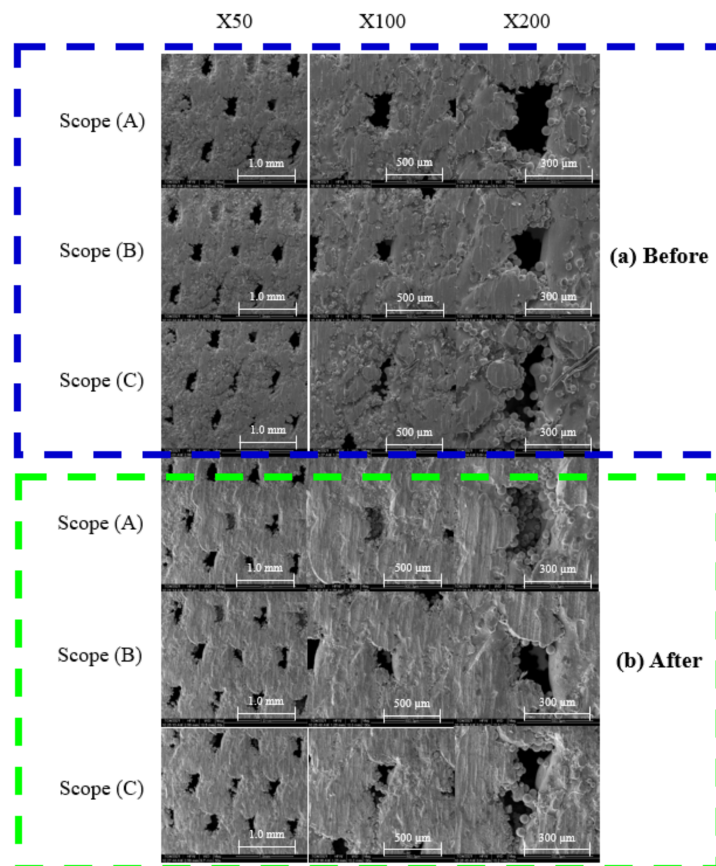 X50 X100 X200
Scope (A) 1.0 mm 500 µm 300 µm
Scope (B) 1.0 mm 500 µm 300 µm
(a) Before
Scope (C) 1.0 mm 500 µm 300 µm
Scope (A) 1.0 mm 500 µm 300 µm
Scope (B) 1.0 mm 500 µm 300 µm
(b) After
Scope (C) 1.0 mm 500 µm 300 µm